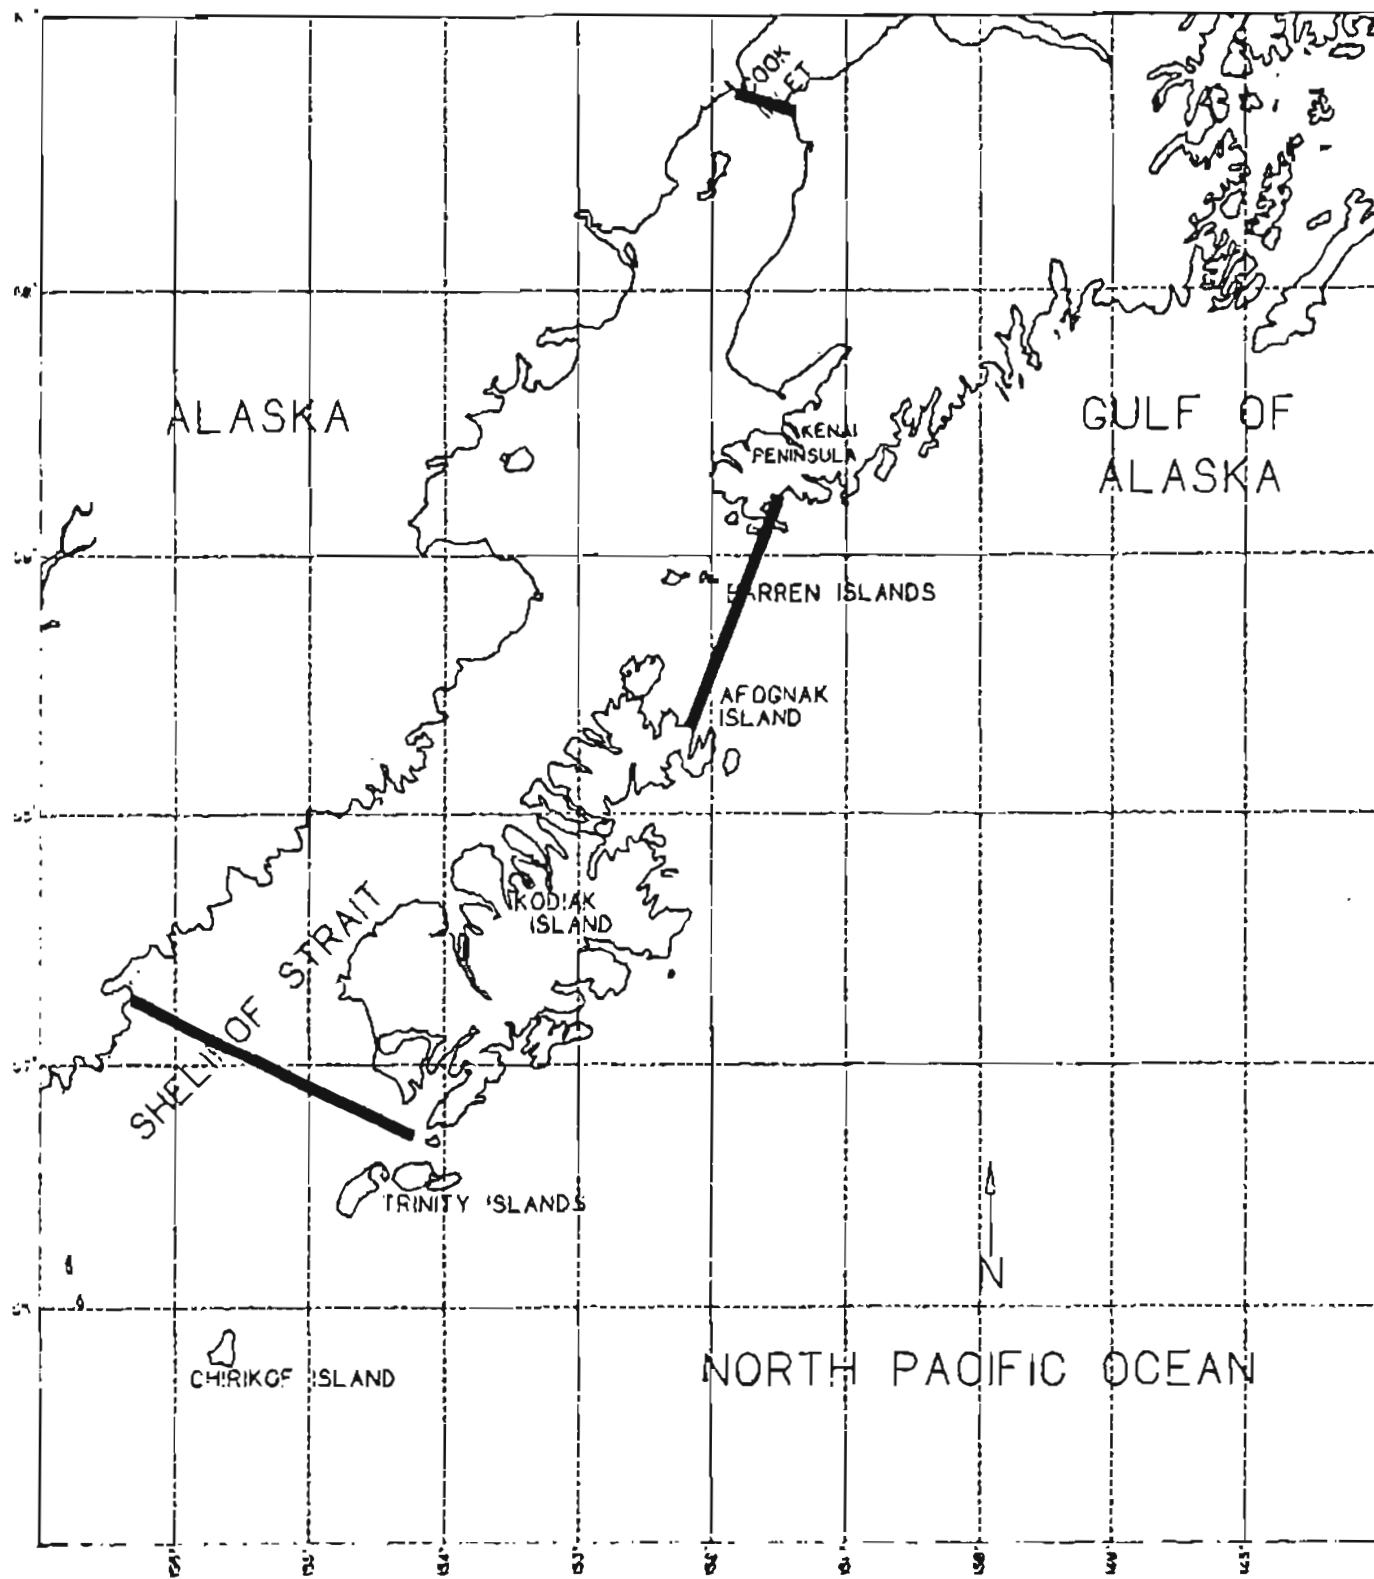 COOK
INLET
ALASKA
GULF OF
ALASKA
KENAI
PENINSULA
BARREN ISLANDS
AFOGNAK
ISLAND
KODIAK
ISLAND
SHELIKOF STRAIT
TRINITY ISLANDS
N
CHIRIKOF ISLAND
NORTH PACIFIC OCEAN